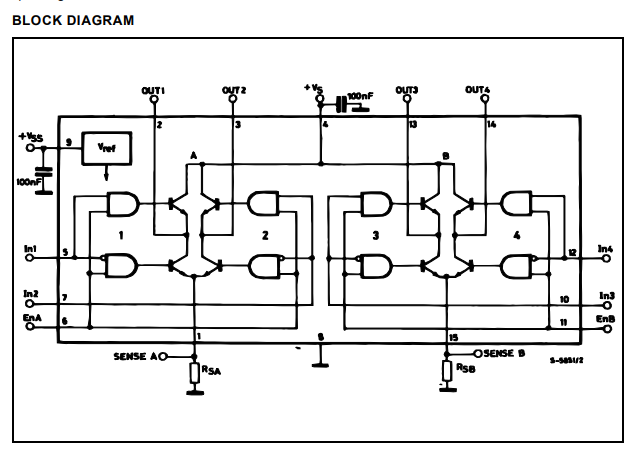 BLOCK DIAGRAM
OUT1 OUT2 +VS 100nF OUT3 OUT4
2 3 4 13 14
+VSS 9 Vref A B
100nF
1 2 3 4
In1 5 12 In4
In2 7 10 In3
EnA 6 11 EnB
1 8 15
SENSE A SENSE B S-5851/2
RSA RSB